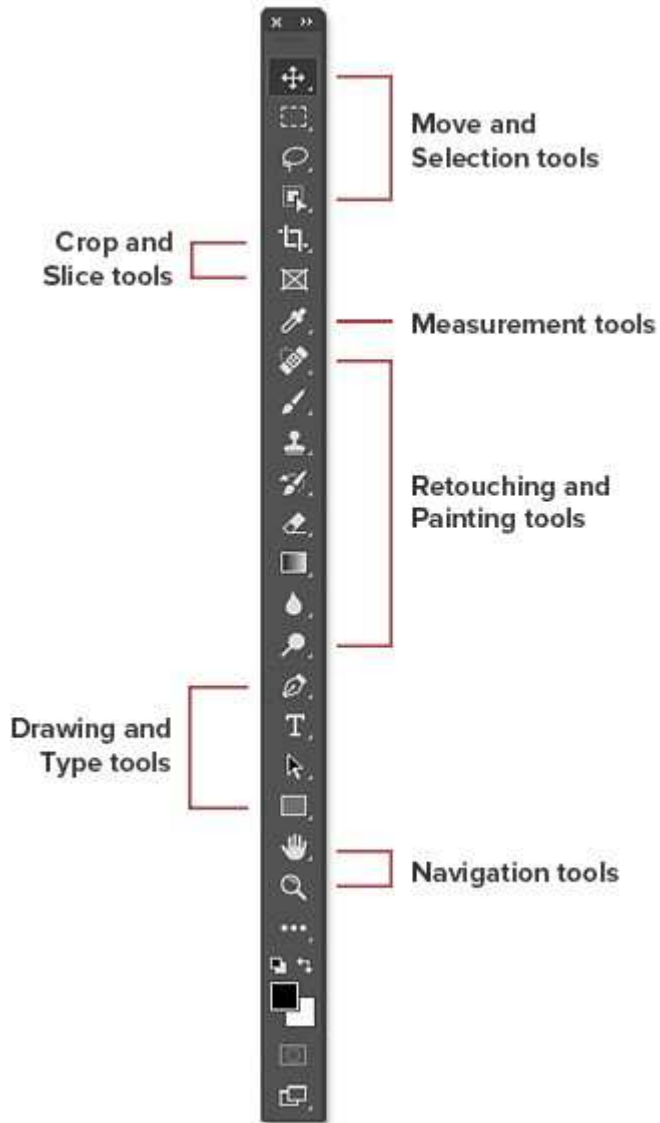 Move and
Selection tools
Crop and
Slice tools
Measurement tools
Retouching and
Painting tools
Drawing and
Type tools
Navigation tools